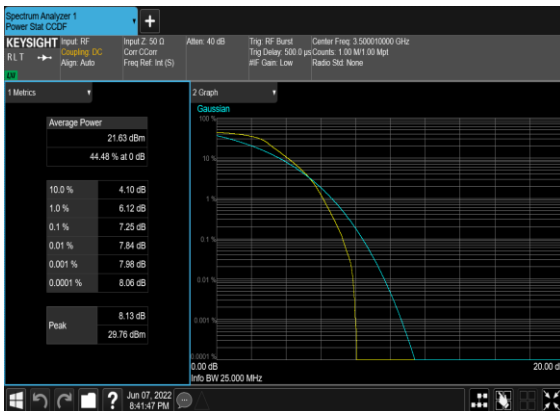 Spectrum Analyzer 1
Power Stat CCDF
KEYSIGHT
RLT
LV
Input: RF
Coupling: DC
Align: Auto
Input Z: 50 Ω
Corr CCorr
Freq Ref: Int (S)
Atten: 40 dB
Trig: RF Burst
Trig Delay: 500.0 µs
#IF Gain: Low
Center Freq: 3.500010000 GHz
Counts: 1.00 M/1.00 Mpt
Radio Std: None
1 Metrics
Average Power
21.63 dBm
44.48 % at 0 dB
10.0 % 4.10 dB
1.0 % 6.12 dB
0.1 % 7.25 dB
0.01 % 7.84 dB
0.001 % 7.98 dB
0.0001 % 8.06 dB
Peak
8.13 dB
29.76 dBm
2 Graph
Gaussian
100 %
10 %
1 %
0.1 %
0.01 %
0.001 %
0.0001 %
0.00 dB
20.00 d
Info BW 25.000 MHz
?
Jun 07, 2022
8:41:47 PM